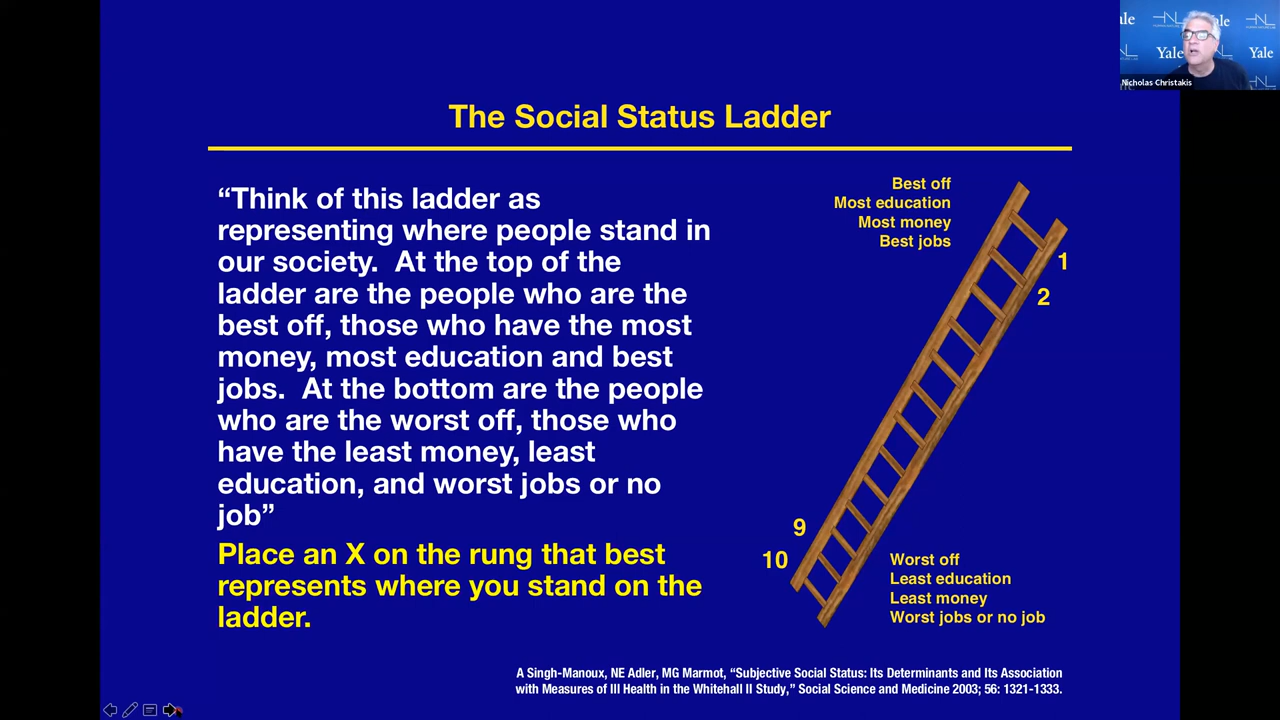 Yale
Yale
Yale
Yale
Nicholas Christakis
The Social Status Ladder
“Think of this ladder as
representing where people stand in
our society.  At the top of the
ladder are the people who are the
best off, those who have the most
money, most education and best
jobs.  At the bottom are the people
who are the worst off, those who
have the least money, least
education, and worst jobs or no
job”
Place an X on the rung that best
represents where you stand on the
ladder.
Best off
Most education
Most money
Best jobs
1
2
9
10
Worst off
Least education
Least money
Worst jobs or no job
A Singh-Manoux, NE Adler, MG Marmot, “Subjective Social Status: Its Determinants and Its Association
with Measures of Ill Health in the Whitehall II Study,” Social Science and Medicine 2003; 56: 1321-1333.